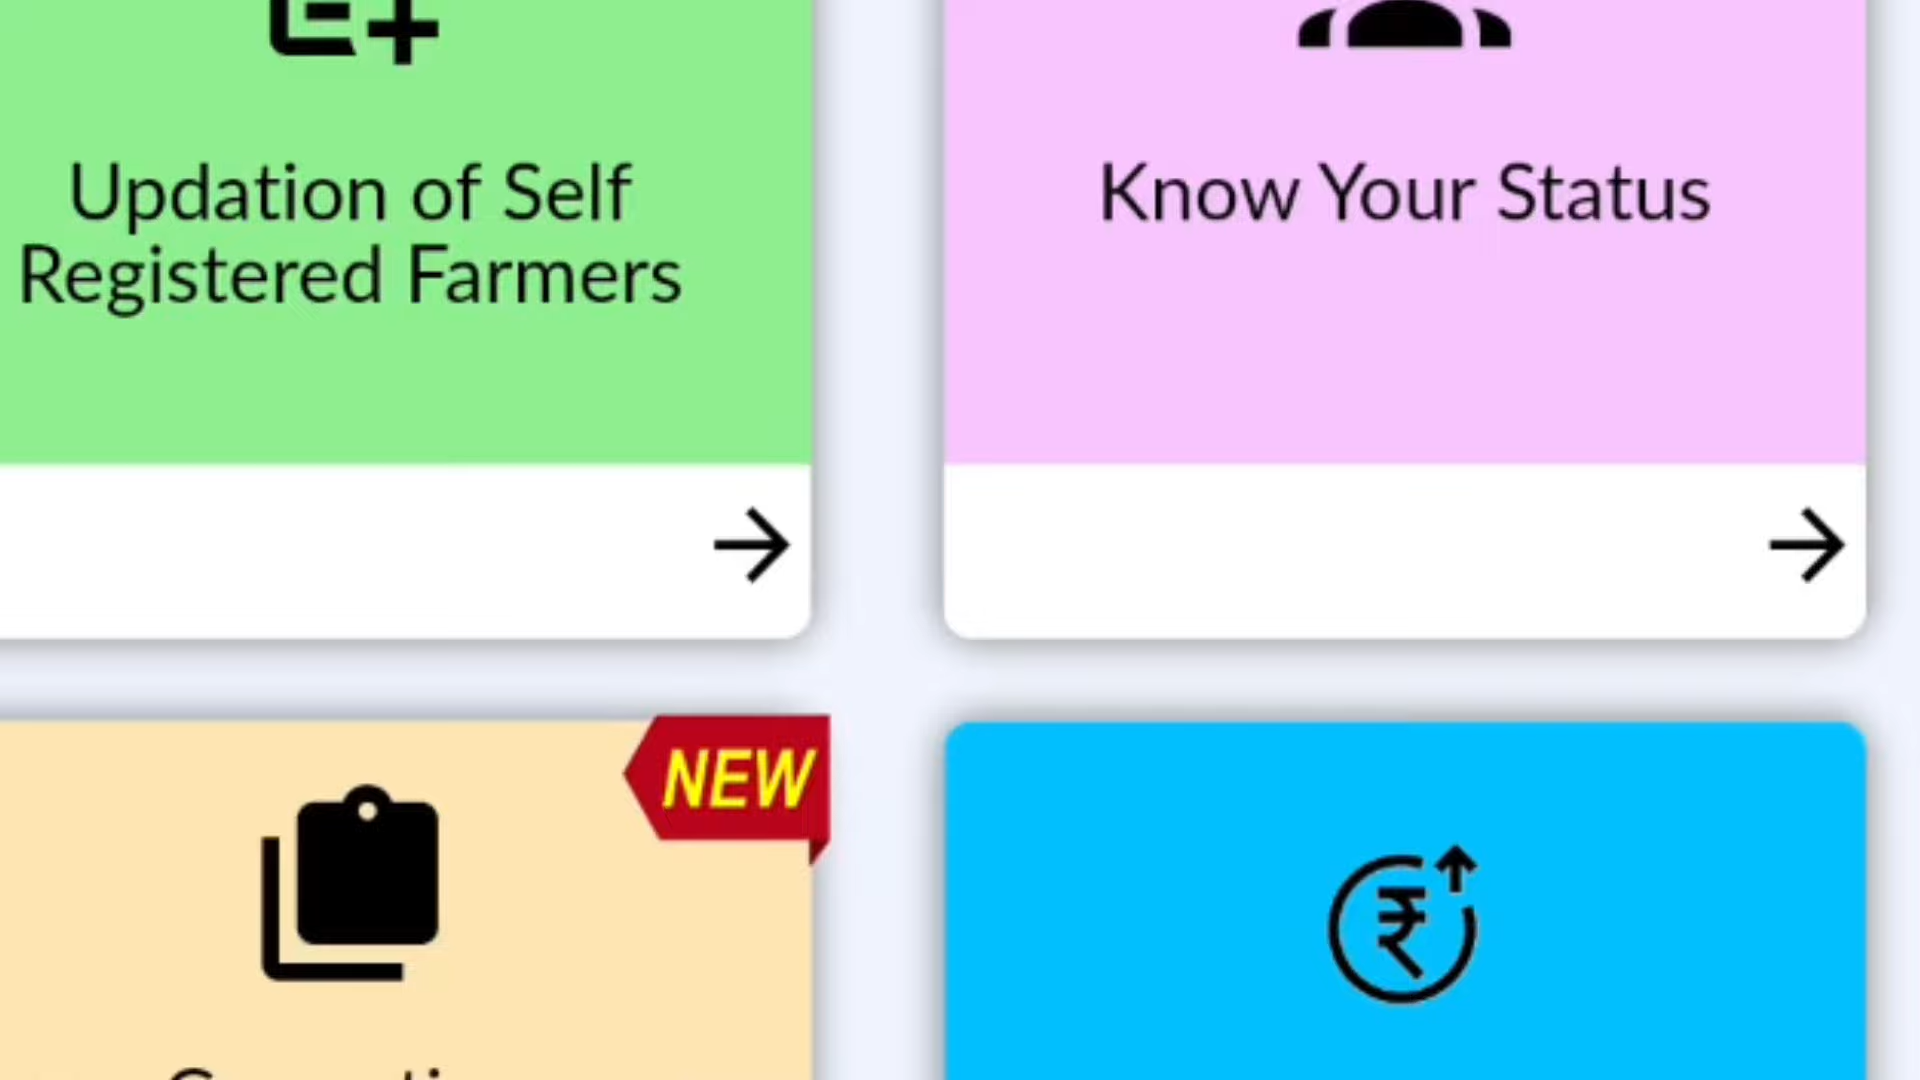 Updation of Self
Registered Farmers
Know Your Status
NEW